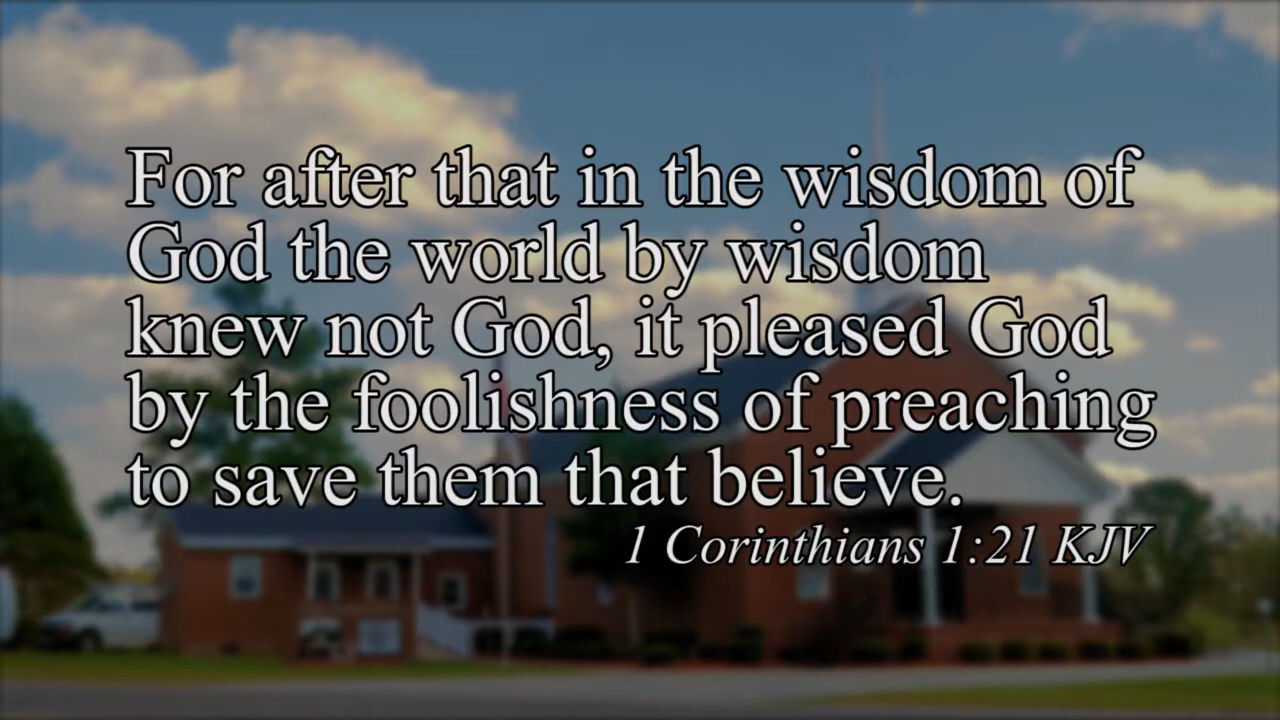 For after that in the wisdom of
God the world by wisdom
knew not God, it pleased God
by the foolishness of preaching
to save them that believe.
1 Corinthians 1:21 KJV